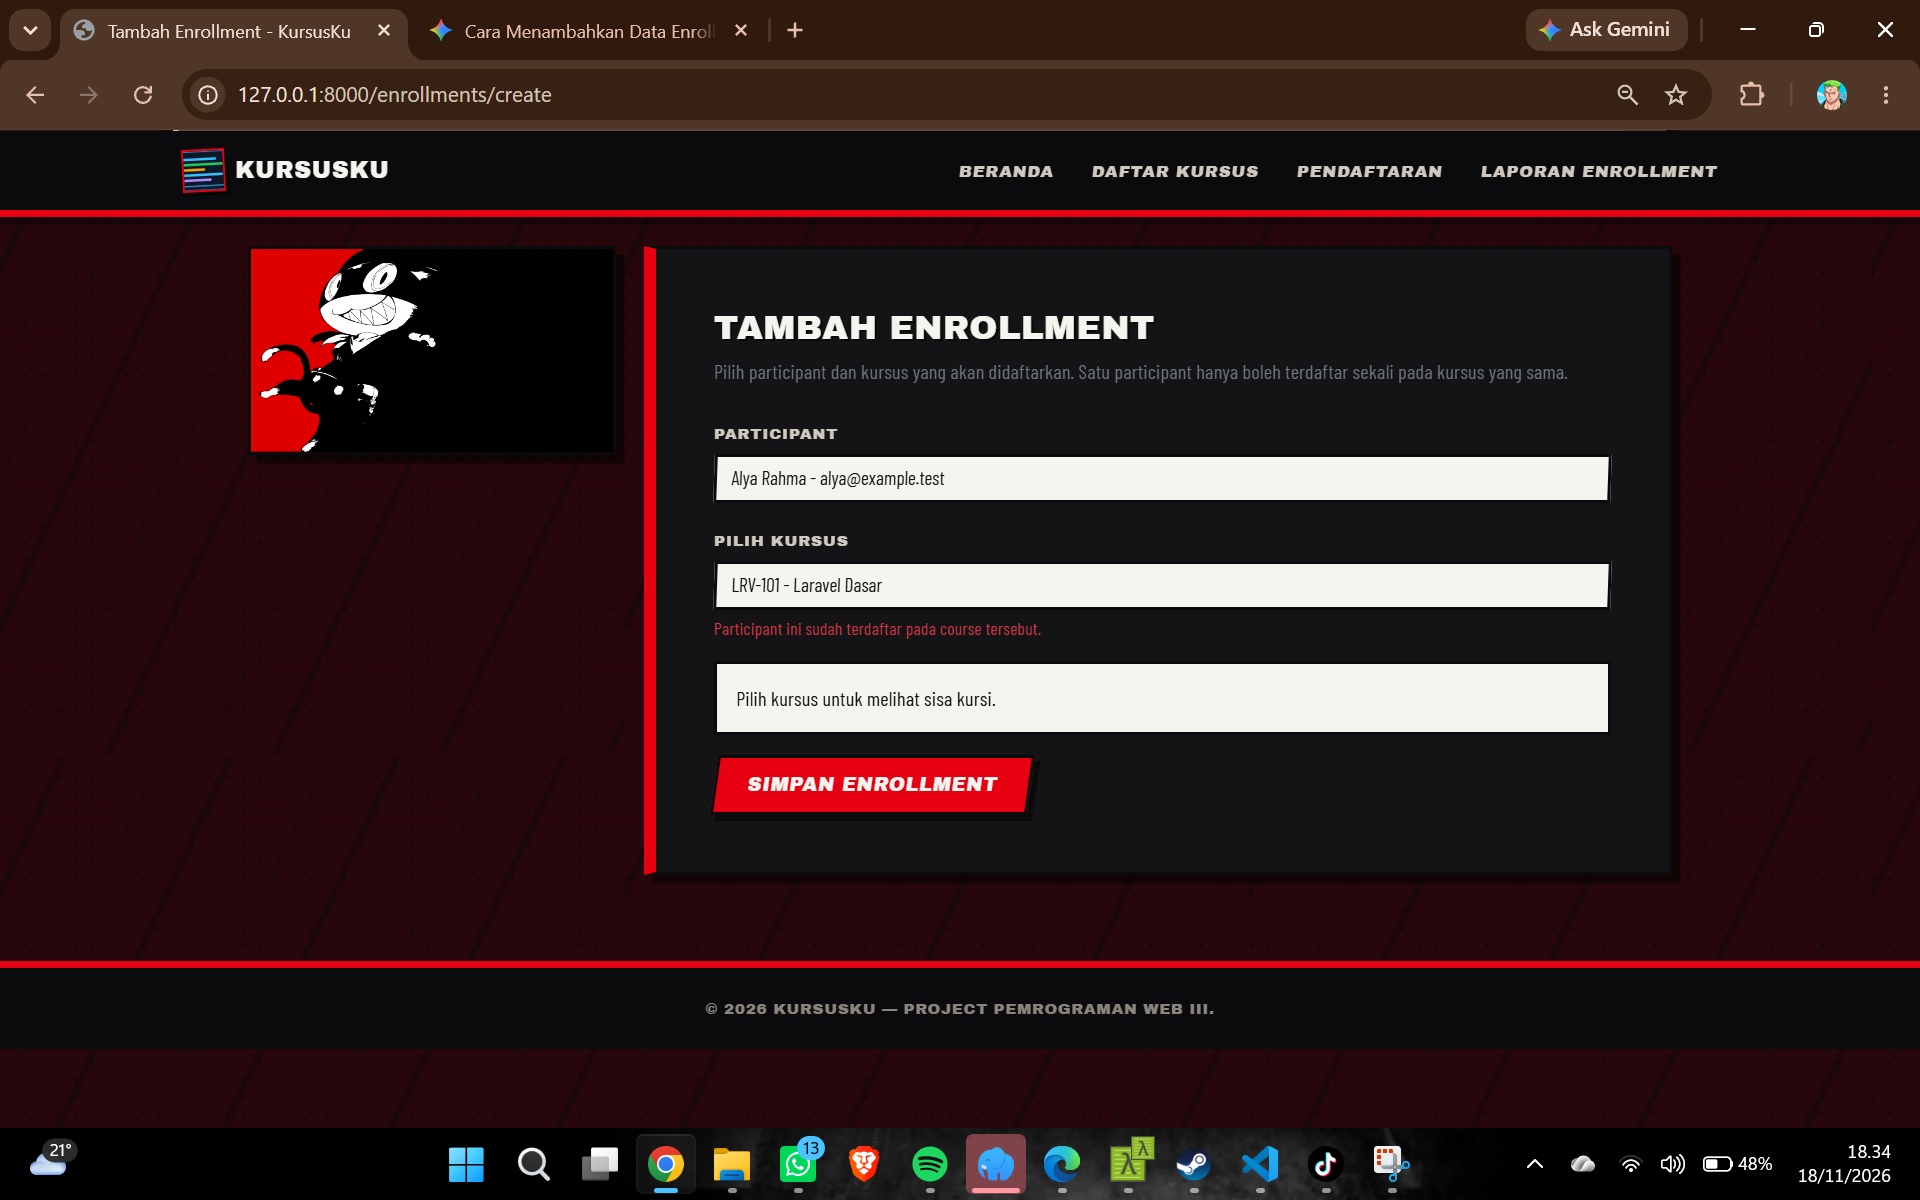 Tambah Enrollment - KursusKu
Cara Menambahkan Data Enrol
Ask Gemini
127.0.0.1:8000/enrollments/create
KURSUSKU
BERANDA
DAFTAR KURSUS
PENDAFTARAN
LAPORAN ENROLLMENT
TAMBAH ENROLLMENT
Pilih participant dan kursus yang akan didaftarkan. Satu participant hanya boleh terdaftar sekali pada kursus yang sama.
PARTICIPANT
Alya Rahma - alya@example.test
PILIH KURSUS
LRV-101 - Laravel Dasar
Participant ini sudah terdaftar pada course tersebut.
Pilih kursus untuk melihat sisa kursi.
SIMPAN ENROLLMENT
© 2026 KURSUSKU — PROJECT PEMROGRAMAN WEB III.
21°
13
48%
18.34
18/11/2026